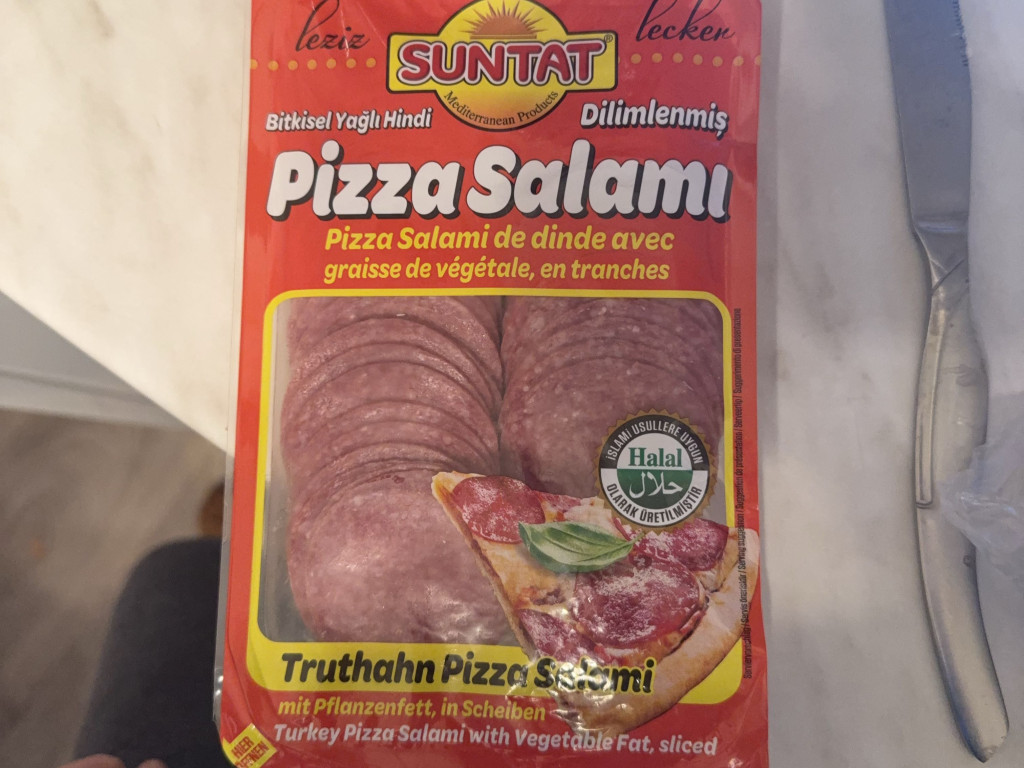 leziz
lecker
SUNTAT®
Mediterranean Products
Bitkisel Yağlı Hindi
Dilimlenmiş
Pizza Salamı
Pizza Salami de dinde avec
graisse de végétale, en tranches
İSLAMİ USULLERE UYGUN
Halal
حلال
OLARAK ÜRETİLMİŞTİR
Truthahn Pizza Salami
mit Pflanzenfett, in Scheiben
Turkey Pizza Salami with Vegetable Fat, sliced
HIER